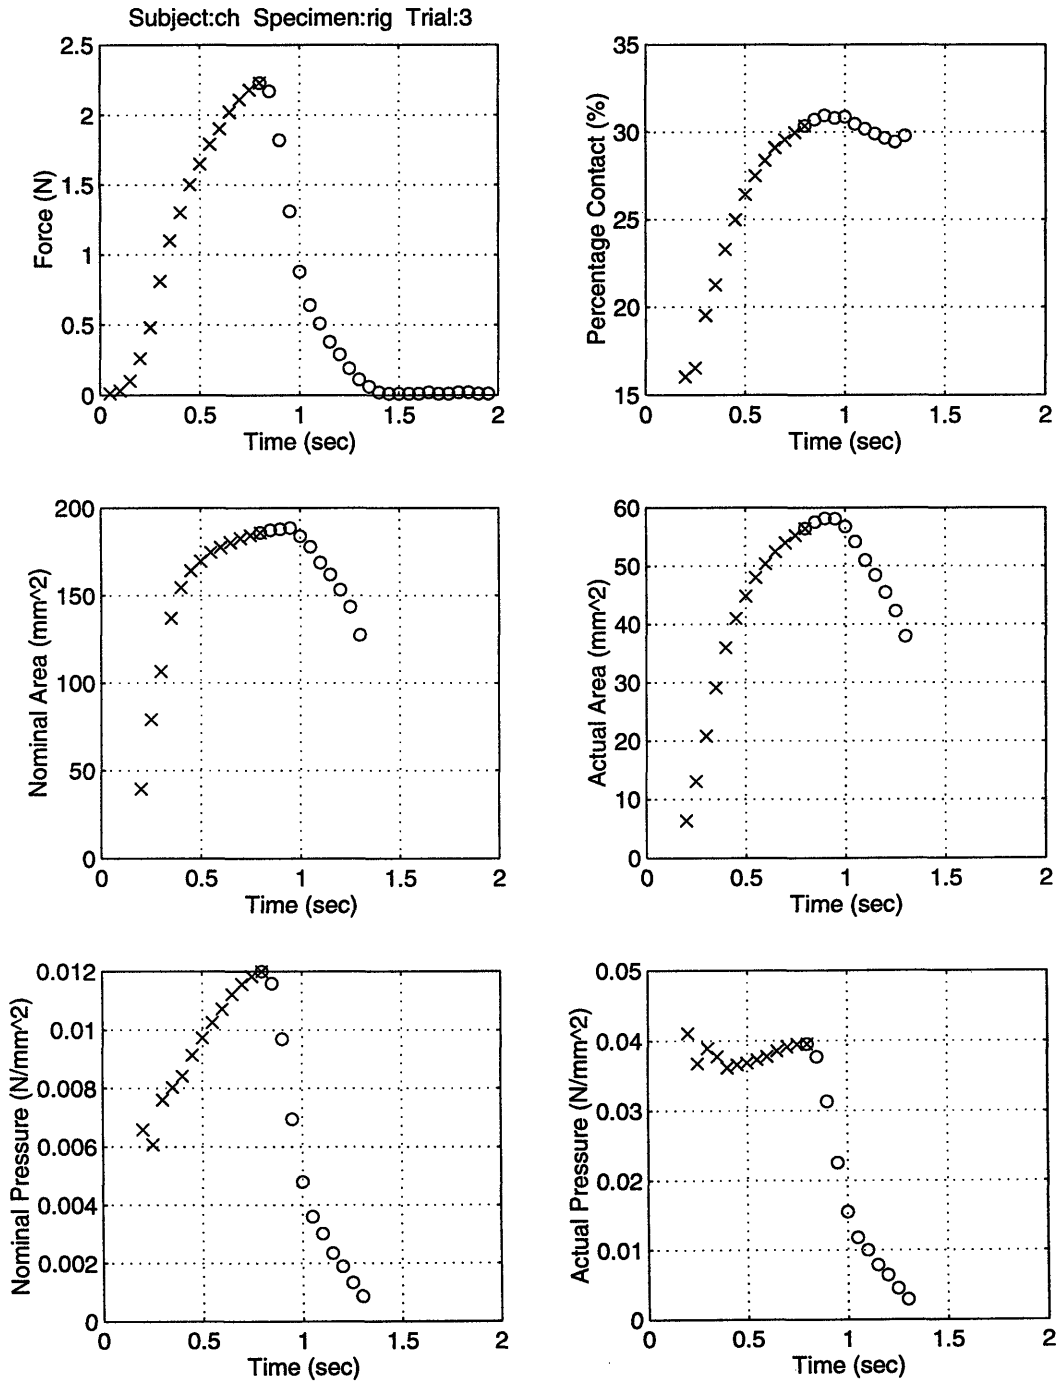 Subject:ch Specimen:rig Trial:3
2.5
2
1.5
1
0.5
0
0 0.5 1 1.5 2
Force (N)
Time (sec)
35
30
25
20
15
0 0.5 1 1.5 2
Percentage Contact (%)
Time (sec)
200
150
100
50
0
0 0.5 1 1.5 2
Nominal Area (mm^2)
Time (sec)
60
50
40
30
20
10
0
0 0.5 1 1.5 2
Actual Area (mm^2)
Time (sec)
0.012
0.01
0.008
0.006
0.004
0.002
0
0 0.5 1 1.5 2
Nominal Pressure (N/mm^2)
Time (sec)
0.05
0.04
0.03
0.02
0.01
0
0 0.5 1 1.5 2
Actual Pressure (N/mm^2)
Time (sec)